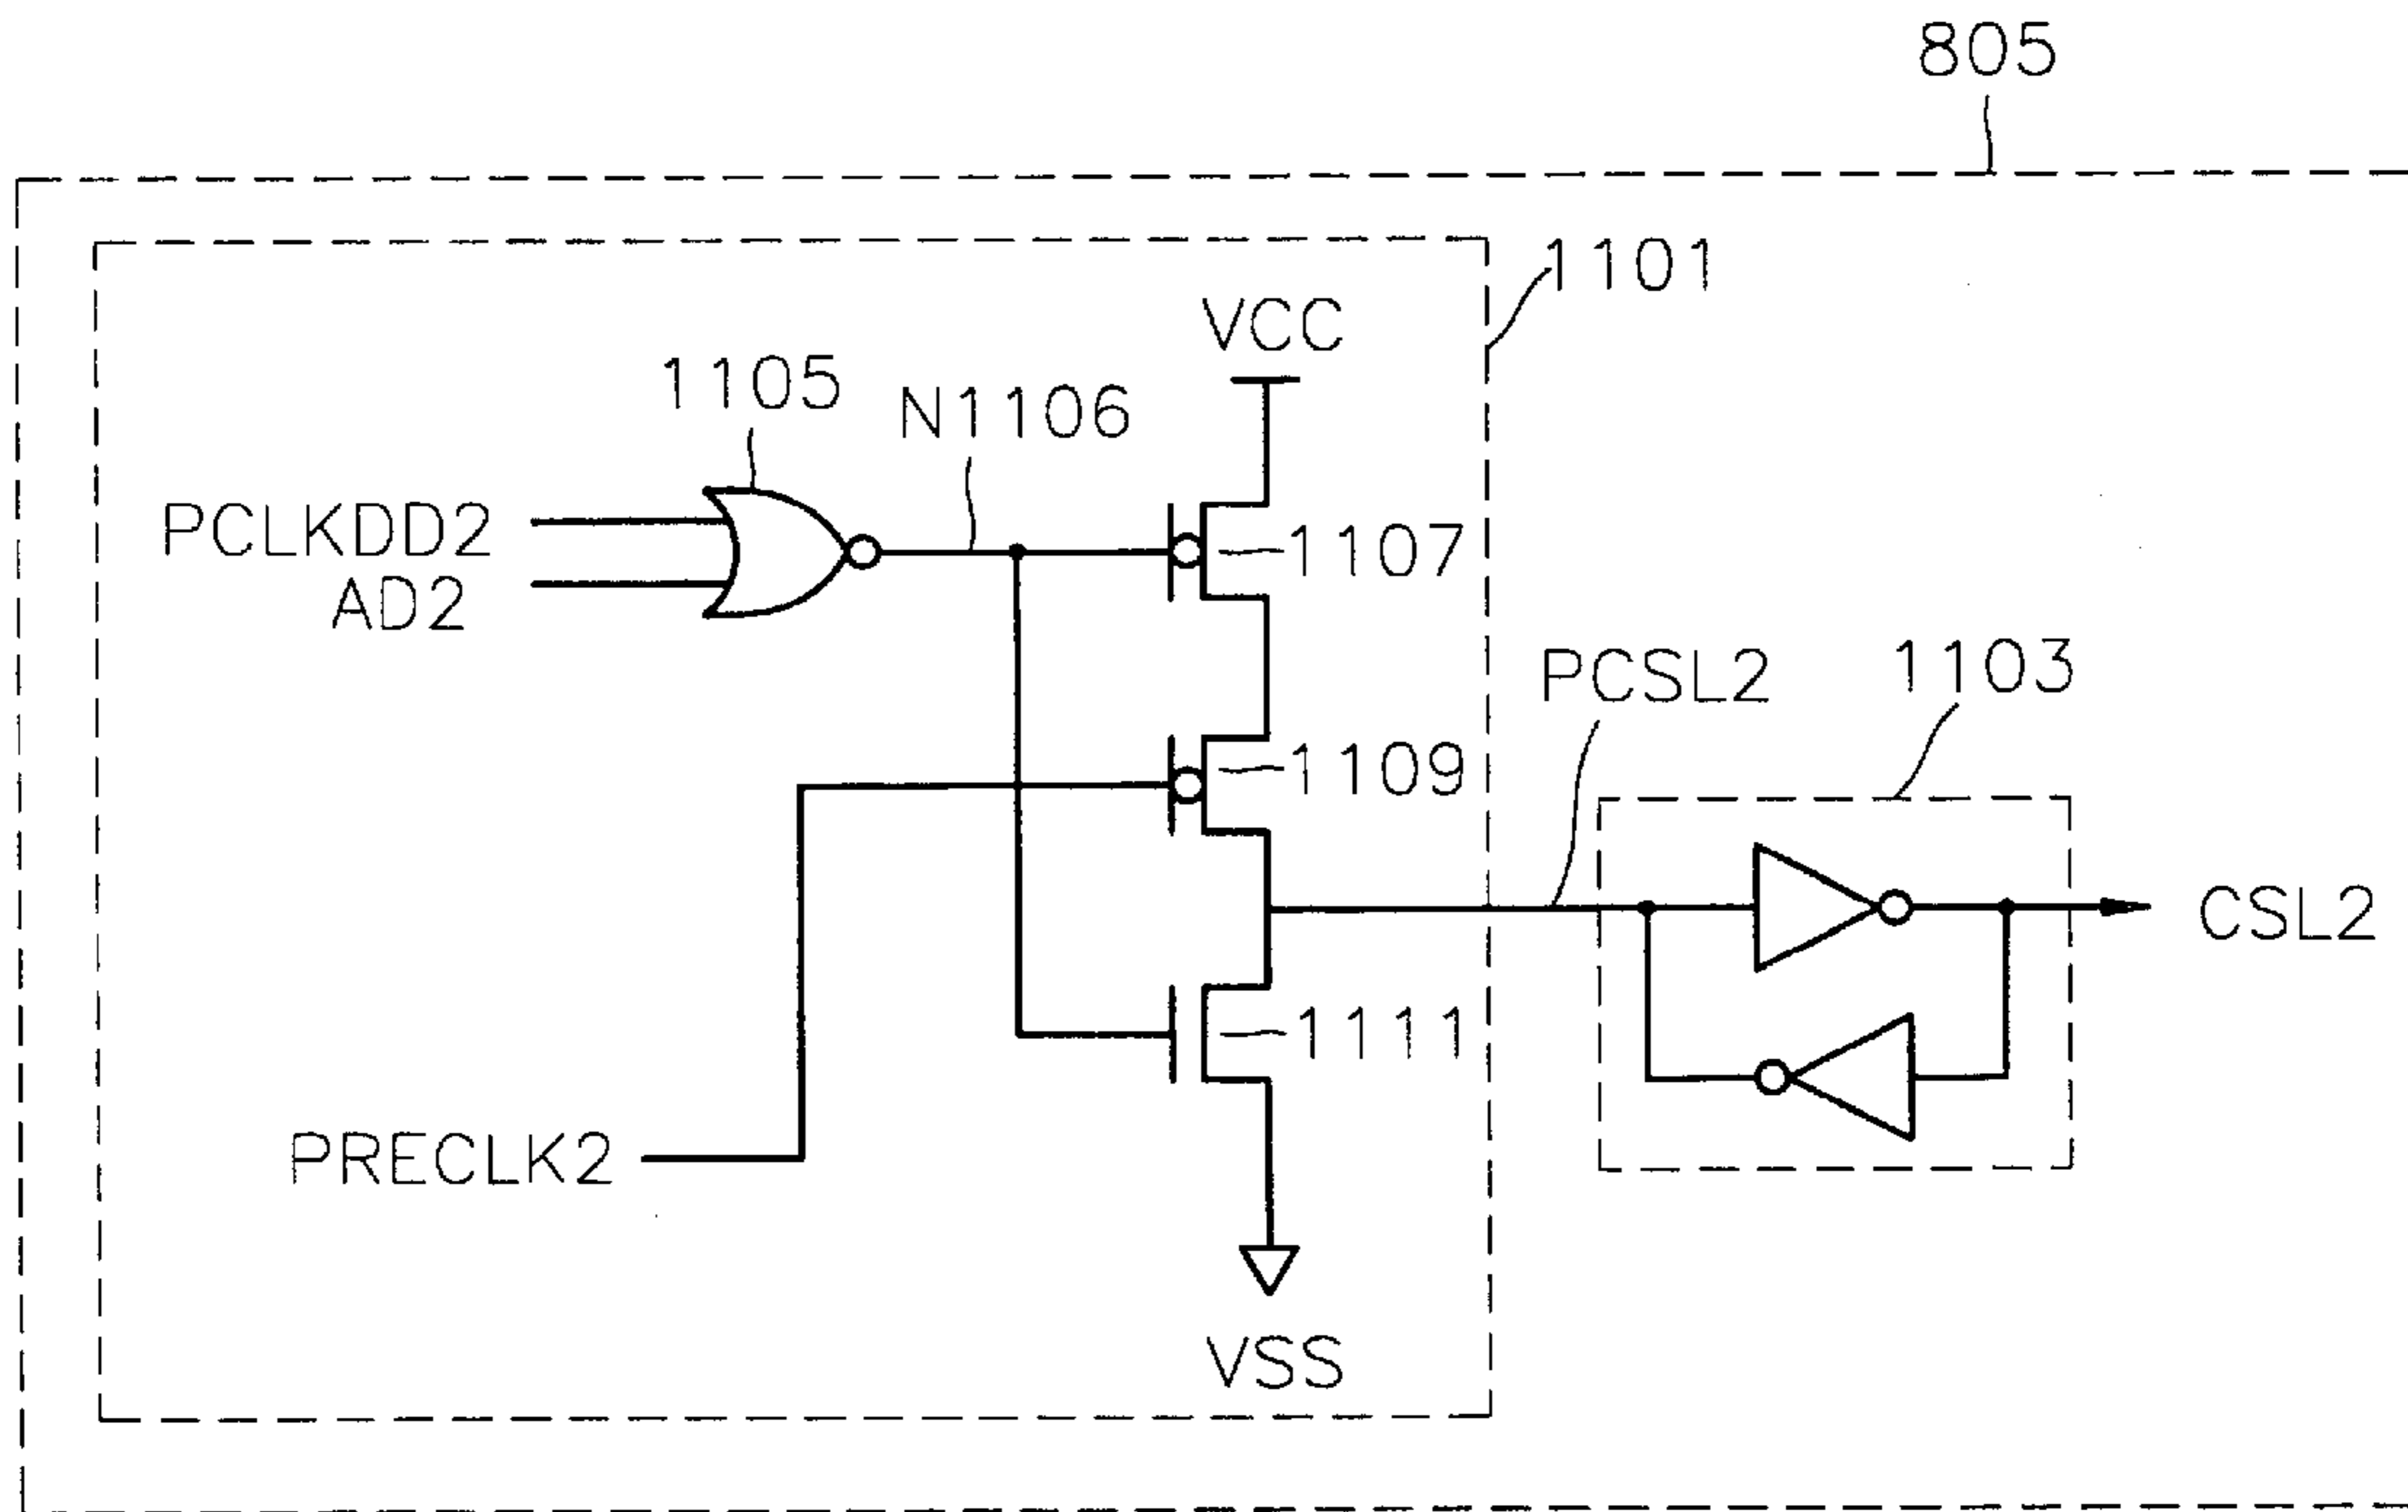 805
1101
VCC
1105
N1106
PCLKDD2
1107
AD2
PCSL2
1103
1109
CSL2
1111
PRECLK2
VSS